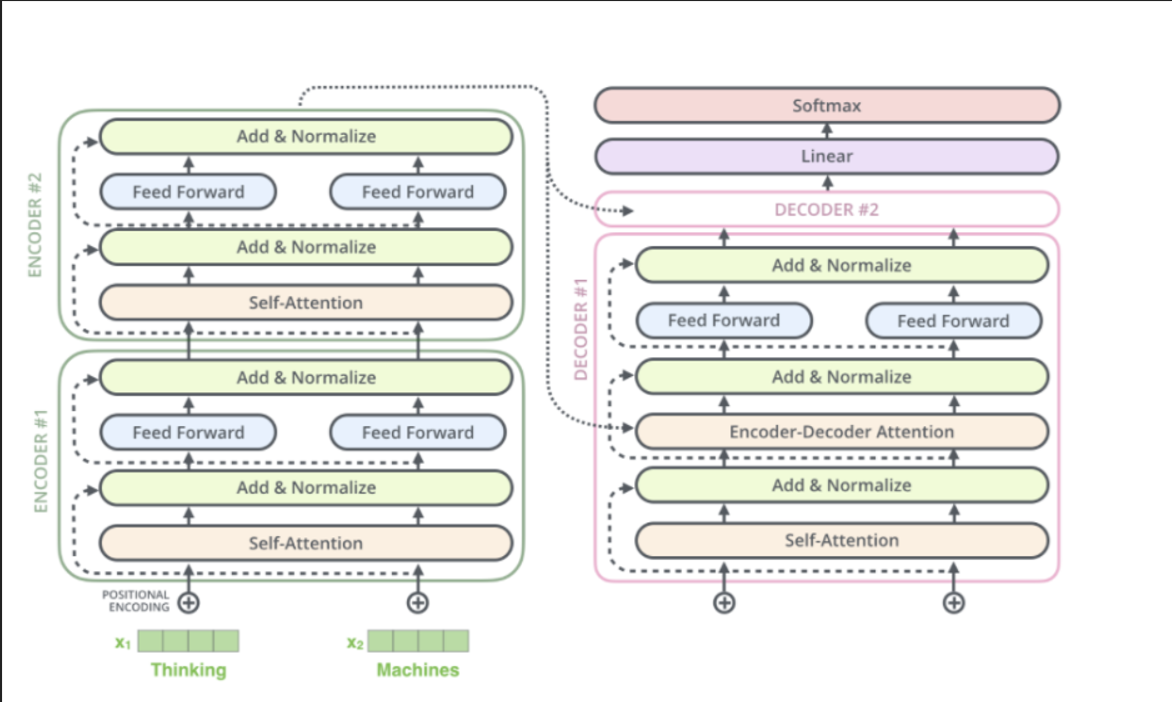 ENCODER #2
Add & Normalize
Feed Forward
Feed Forward
Add & Normalize
Self-Attention
ENCODER #1
Add & Normalize
Feed Forward
Feed Forward
Add & Normalize
Self-Attention
POSITIONAL
ENCODING
x₁
x₂
Thinking
Machines
Softmax
Linear
DECODER #2
DECODER #1
Add & Normalize
Feed Forward
Feed Forward
Add & Normalize
Encoder-Decoder Attention
Add & Normalize
Self-Attention